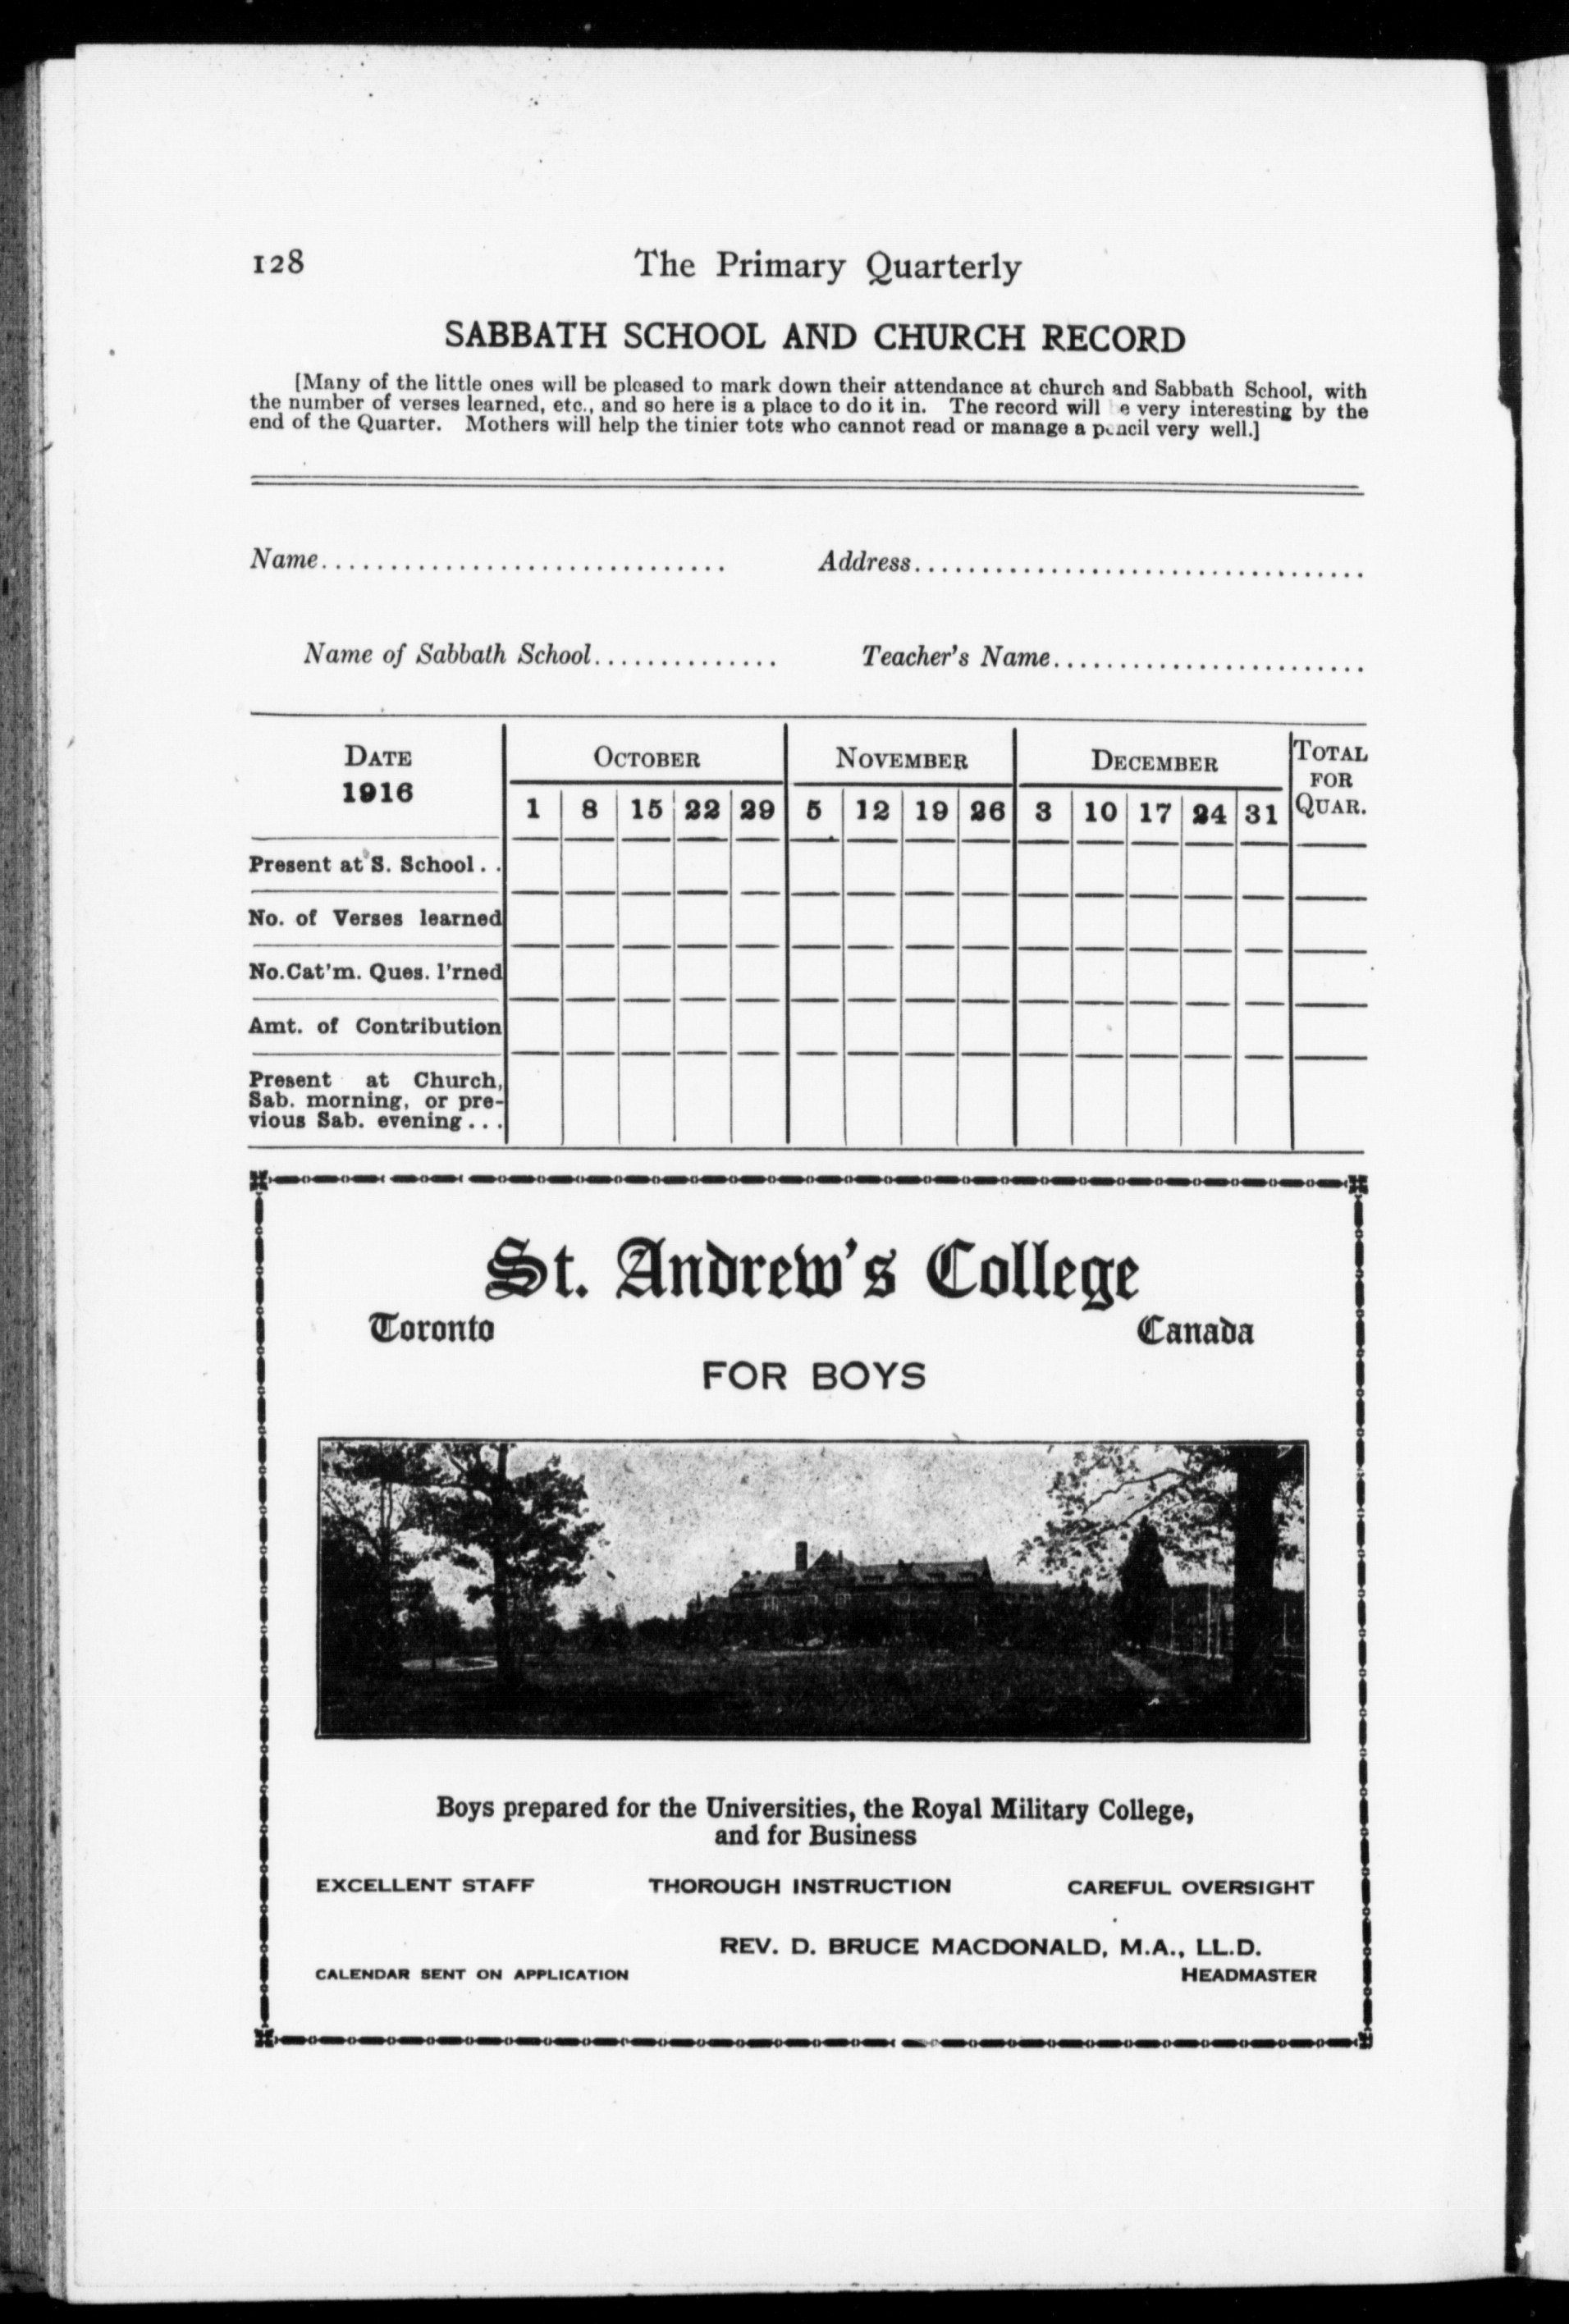 128 The Primary Quarterly
SABBATH SCHOOL AND CHURCH RECORD
[Many of the little ones will be pleased to mark down their attendance at church and Sabbath School, with
the number of verses learned, etc., and so here is a place to do it in. The record will e very interesting by the
end of the Quarter. Mothers will help the tinier tots who cannot read or manage a pencil very well.]
Name.............................. Address..................................
Name of Sabbath School.............. Teacher's Name........................
DATE OCTOBER NOVEMBER DECEMBER TOTAL
1916 FOR
1 8 15 22 29 5 12 19 26 3 10 17 24 31 QUAR.
Present at S. School..
No. of Verses learned
No.Cat'm. Ques. l'rned
Amt. of Contribution
Present at Church,
Sab. morning, or pre-
vious Sab. evening...
St. Andrew's College
Toronto Canada
FOR BOYS
Boys prepared for the Universities, the Royal Military College,
and for Business
EXCELLENT STAFF THOROUGH INSTRUCTION CAREFUL OVERSIGHT
REV. D. BRUCE MACDONALD, M.A., LL.D.
CALENDAR SENT ON APPLICATION HEADMASTER